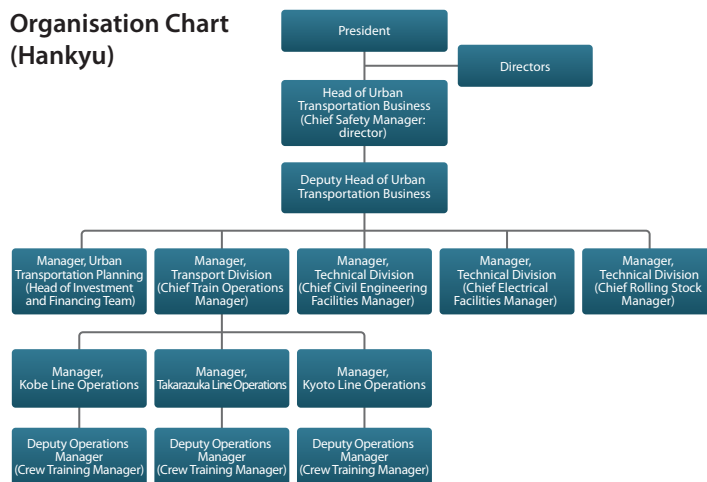 Organisation Chart
(Hankyu)
President
Directors
Head of Urban
Transportation Business
(Chief Safety Manager:
director)
Deputy Head of Urban
Transportation Business
Manager, Urban
Transportation Planning
(Head of Investment
and Financing Team)
Manager,
Transport Division
(Chief Train Operations
Manager)
Manager,
Technical Division
(Chief Civil Engineering
Facilities Manager)
Manager,
Technical Division
(Chief Electrical
Facilities Manager)
Manager,
Technical Division
(Chief Rolling Stock
Manager)
Manager,
Kobe Line Operations
Manager,
Takarazuka Line Operations
Manager,
Kyoto Line Operations
Deputy Operations
Manager
(Crew Training Manager)
Deputy Operations
Manager
(Crew Training Manager)
Deputy Operations
Manager
(Crew Training Manager)